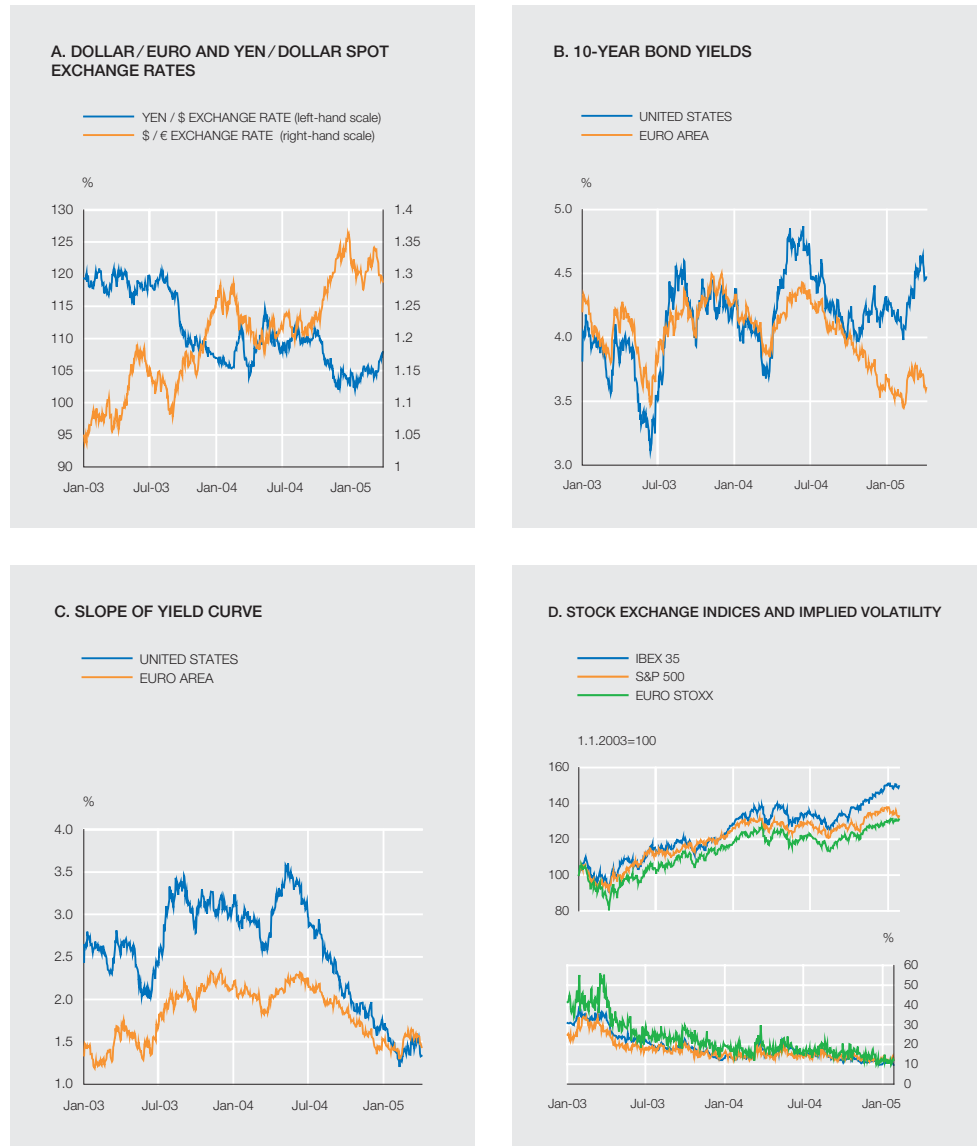 A. DOLLAR/EURO AND YEN/DOLLAR SPOT
EXCHANGE RATES
YEN / $ EXCHANGE RATE (left-hand scale)
$ / € EXCHANGE RATE (right-hand scale)
%
130
125
120
115
110
105
100
95
90
1.4
1.35
1.3
1.25
1.2
1.15
1.1
1.05
1
Jan-03 Jul-03 Jan-04 Jul-04 Jan-05
B. 10-YEAR BOND YIELDS
UNITED STATES
EURO AREA
%
5.0
4.5
4.0
3.5
3.0
Jan-03 Jul-03 Jan-04 Jul-04 Jan-05
C. SLOPE OF YIELD CURVE
UNITED STATES
EURO AREA
%
4.0
3.5
3.0
2.5
2.0
1.5
1.0
Jan-03 Jul-03 Jan-04 Jul-04 Jan-05
D. STOCK EXCHANGE INDICES AND IMPLIED VOLATILITY
IBEX 35
S&P 500
EURO STOXX
1.1.2003=100
160
140
120
100
80
%
60
50
40
30
20
10
0
Jan-03 Jul-03 Jan-04 Jul-04 Jan-05